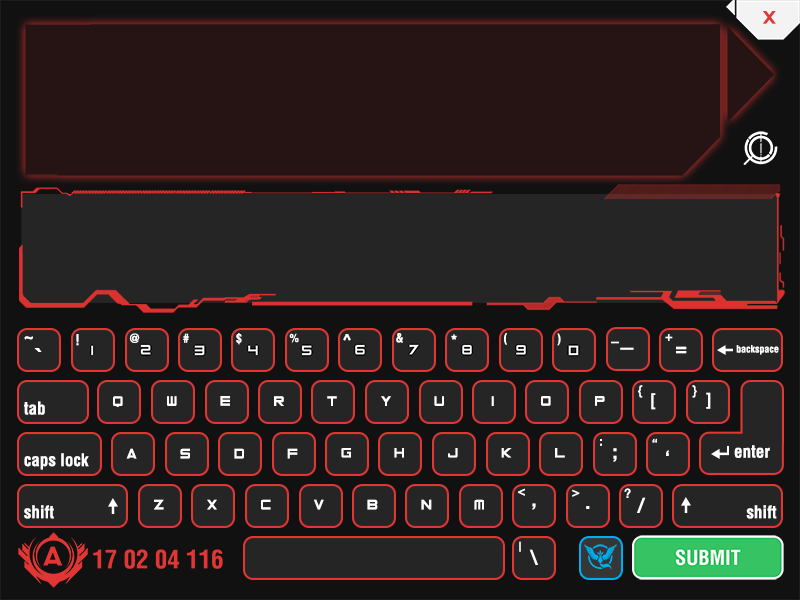 X
~ ` ! 1 @ 2 # 3 $ 4 % 5 ^ 6 & 7 * 8 ( 9 ) 0 _ — + = ← backspace
tab Q W E R T Y U I O P { [ } ]
caps lock A S D F G H J K L : ; “ ‘ ↵ enter
shift ↑ Z X C V B N M < , > . ? / ↑ shift
A 17 02 04 116 | \ SUBMIT